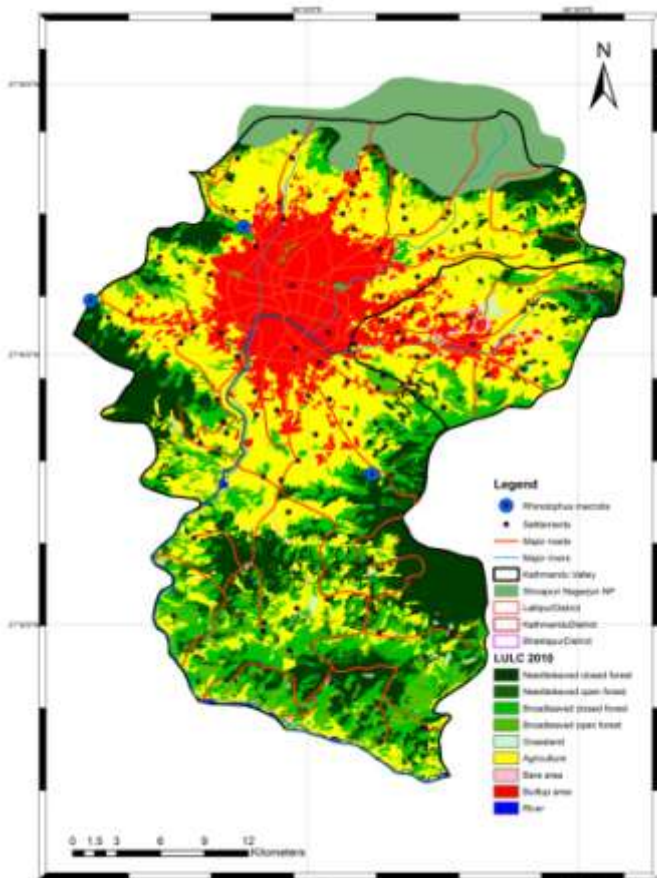 N
Legend
Rhinolophus macrotis
Settlements
Major roads
Major rivers
Kathmandu Valley
Shivapuri Nagarjun NP
LalitpurDistrict
KathmanduDistrict
BhaktapurDistrict
LULC 2010
Needleleaved closed forest
Needleleaved open forest
Broadleaved closed forest
Broadleaved open forest
Grassland
Agriculture
Bare area
Builtup area
River
0 1.5 3 6 9 12
Kilometers